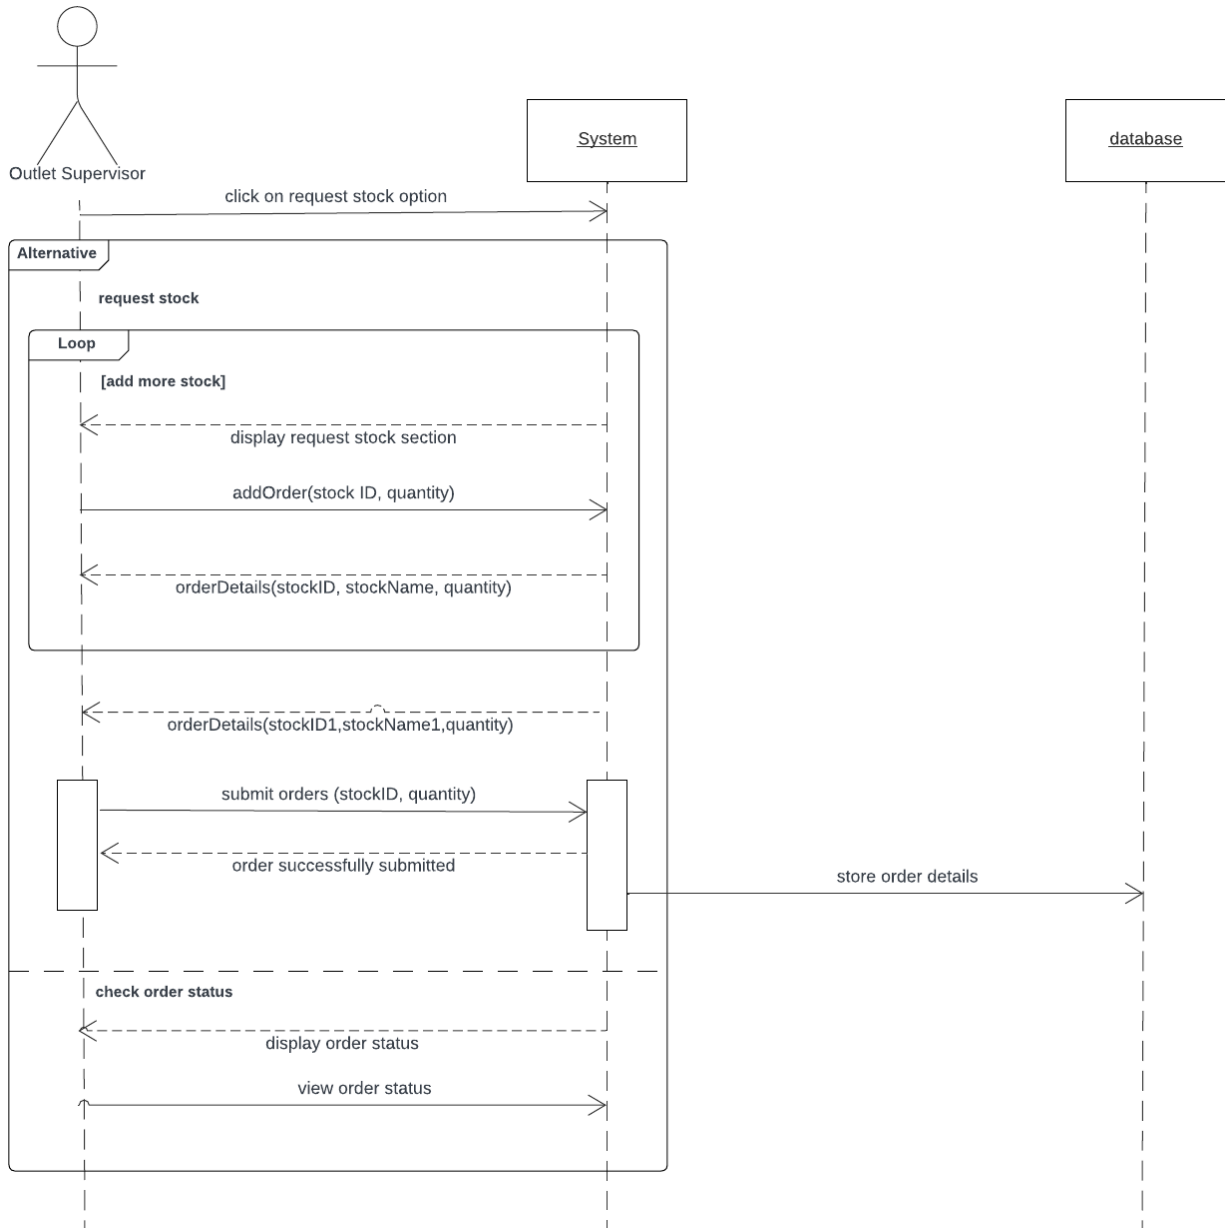 System
database
Outlet Supervisor
click on request stock option
Alternative
request stock
Loop
[add more stock]
display request stock section
addOrder(stock ID, quantity)
orderDetails(stockID, stockName, quantity)
orderDetails(stockID1,stockName1,quantity)
submit orders (stockID, quantity)
order successfully submitted
store order details
check order status
display order status
view order status